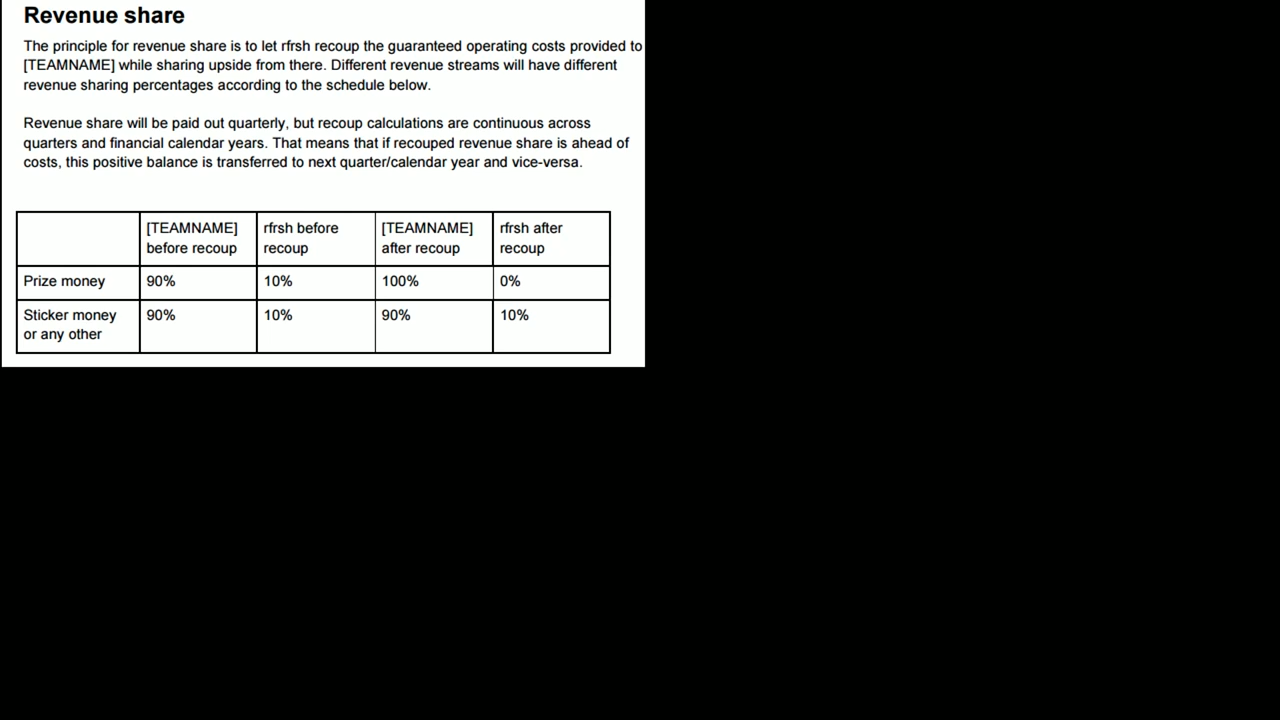 Revenue share
The principle for revenue share is to let rfrsh recoup the guaranteed operating costs provided to
[TEAMNAME] while sharing upside from there. Different revenue streams will have different
revenue sharing percentages according to the schedule below.
Revenue share will be paid out quarterly, but recoup calculations are continuous across
quarters and financial calendar years. That means that if recouped revenue share is ahead of
costs, this positive balance is transferred to next quarter/calendar year and vice-versa.
[TEAMNAME] rfrsh before [TEAMNAME] rfrsh after
before recoup recoup after recoup recoup
Prize money 90% 10% 100% 0%
Sticker money 90% 10% 90% 10%
or any other